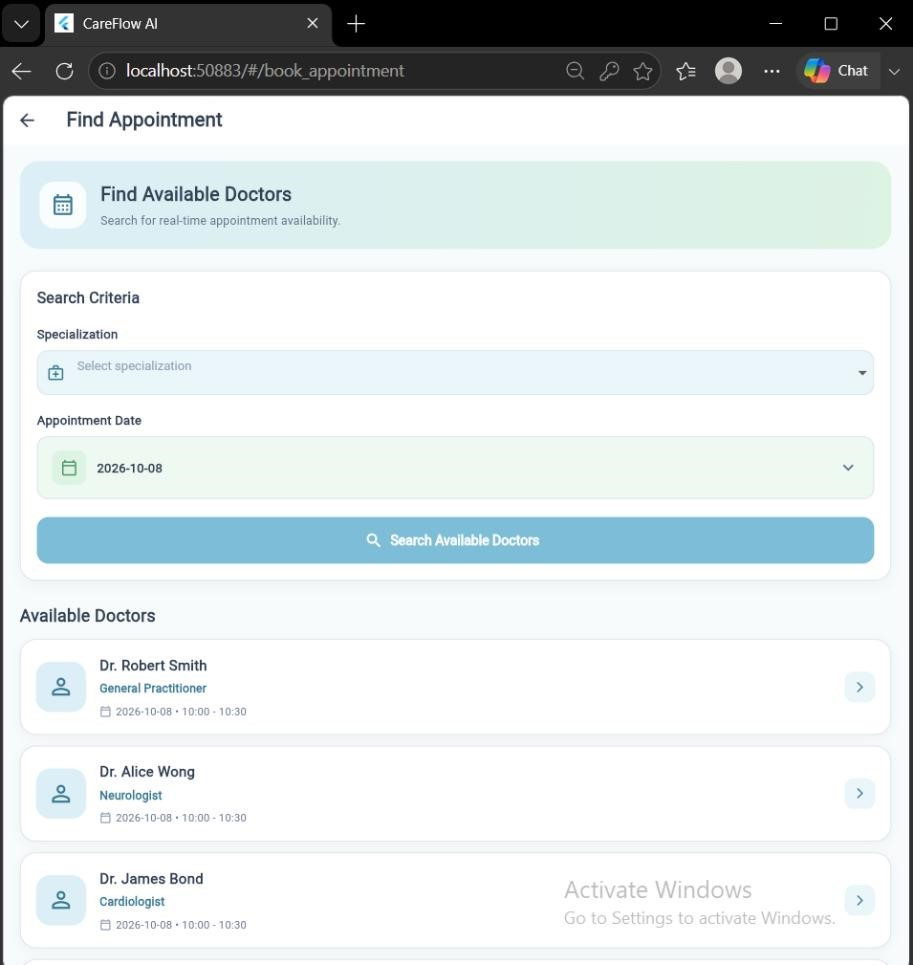 CareFlow AI
localhost:50883/#/book_appointment
Chat
Find Appointment
Find Available Doctors
Search for real-time appointment availability.
Search Criteria
Specialization
Select specialization
Appointment Date
2026-10-08
Search Available Doctors
Available Doctors
Dr. Robert Smith
General Practitioner
2026-10-08 • 10:00 - 10:30
Dr. Alice Wong
Neurologist
2026-10-08 • 10:00 - 10:30
Dr. James Bond
Cardiologist
2026-10-08 • 10:00 - 10:30
Activate Windows
Go to Settings to activate Windows.